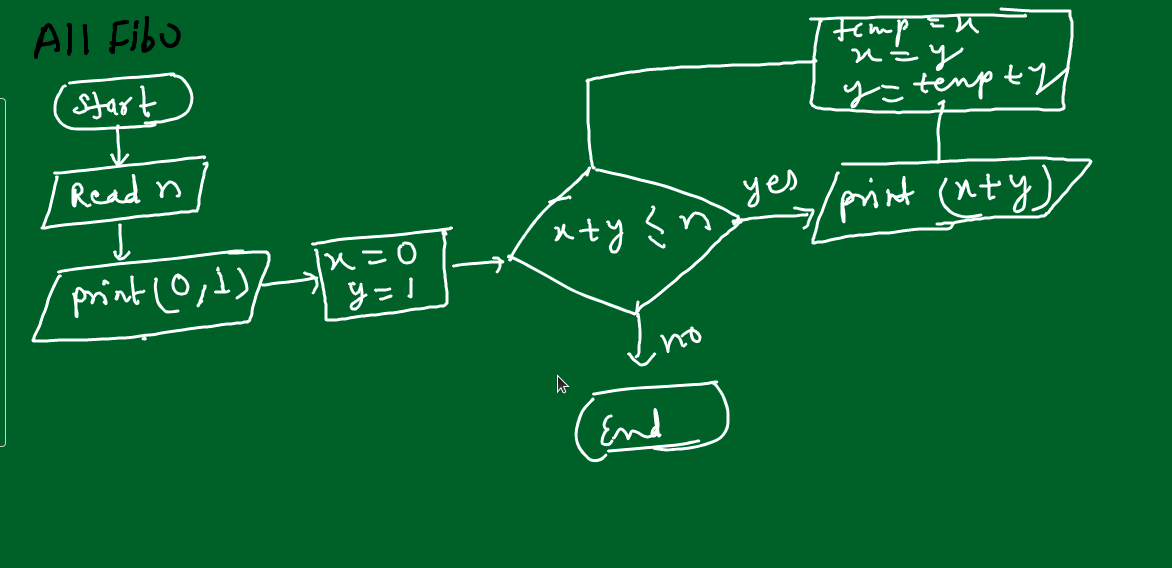 All Fibo
Start
Read n
print (0,1)
x = 0
y = 1
x+y ≤ n
yes
print (x+y)
temp = x
x = y
y = temp + y
no
End